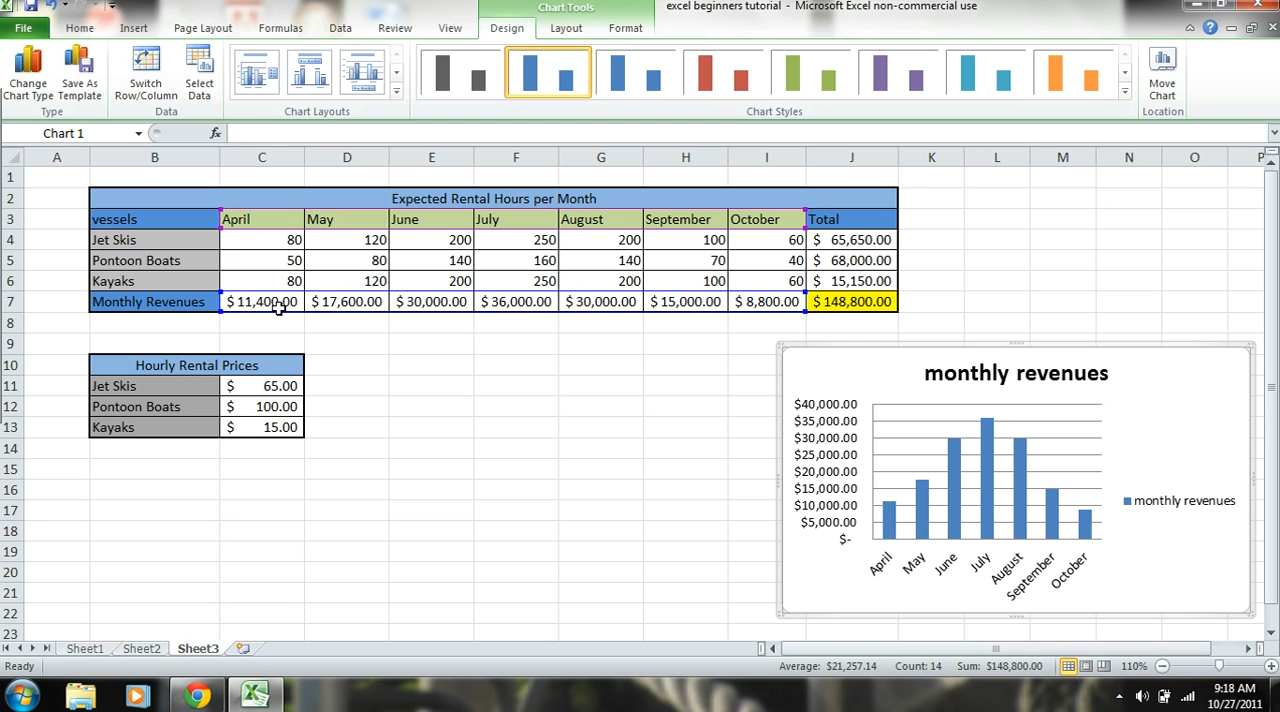 excel beginners tutorial - Microsoft Excel non-commercial use
Chart Tools
File Home Insert Page Layout Formulas Data Review View Design Layout Format
Change Chart Type
Save As Template
Type
Switch Row/Column
Select Data
Data
Chart Layouts
Chart Styles
Move Chart
Location
Chart 1 fx
A B C D E F G H I J K L M N O P
1
2 Expected Rental Hours per Month
3 vessels April May June July August September October Total
4 Jet Skis 80 120 200 250 200 100 60 $ 65,650.00
5 Pontoon Boats 50 80 140 160 140 70 40 $ 68,000.00
6 Kayaks 80 120 200 250 200 100 60 $ 15,150.00
7 Monthly Revenues $ 11,400.00 $ 17,600.00 $ 30,000.00 $ 36,000.00 $ 30,000.00 $ 15,000.00 $ 8,800.00 $ 148,800.00
8
9
10 Hourly Rental Prices
11 Jet Skis $ 65.00
12 Pontoon Boats $ 100.00
13 Kayaks $ 15.00
14
15
16
17
18
19
20
21
22
23
monthly revenues
$40,000.00
$35,000.00
$30,000.00
$25,000.00
$20,000.00
$15,000.00
$10,000.00
$5,000.00
$-
April May June July August September October
monthly revenues
Sheet1 Sheet2 Sheet3
Ready Average: $21,257.14 Count: 14 Sum: $148,800.00 110%
9:18 AM
10/27/2011